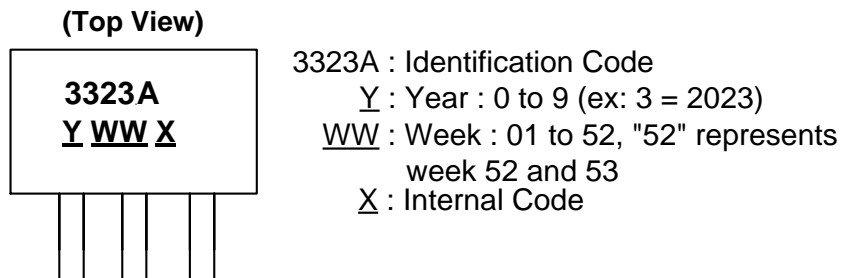 (Top View)
3323A
Y WW X
3323A : Identification Code
Y : Year : 0 to 9 (ex: 3 = 2023)
WW : Week : 01 to 52, "52" represents
week 52 and 53
X : Internal Code